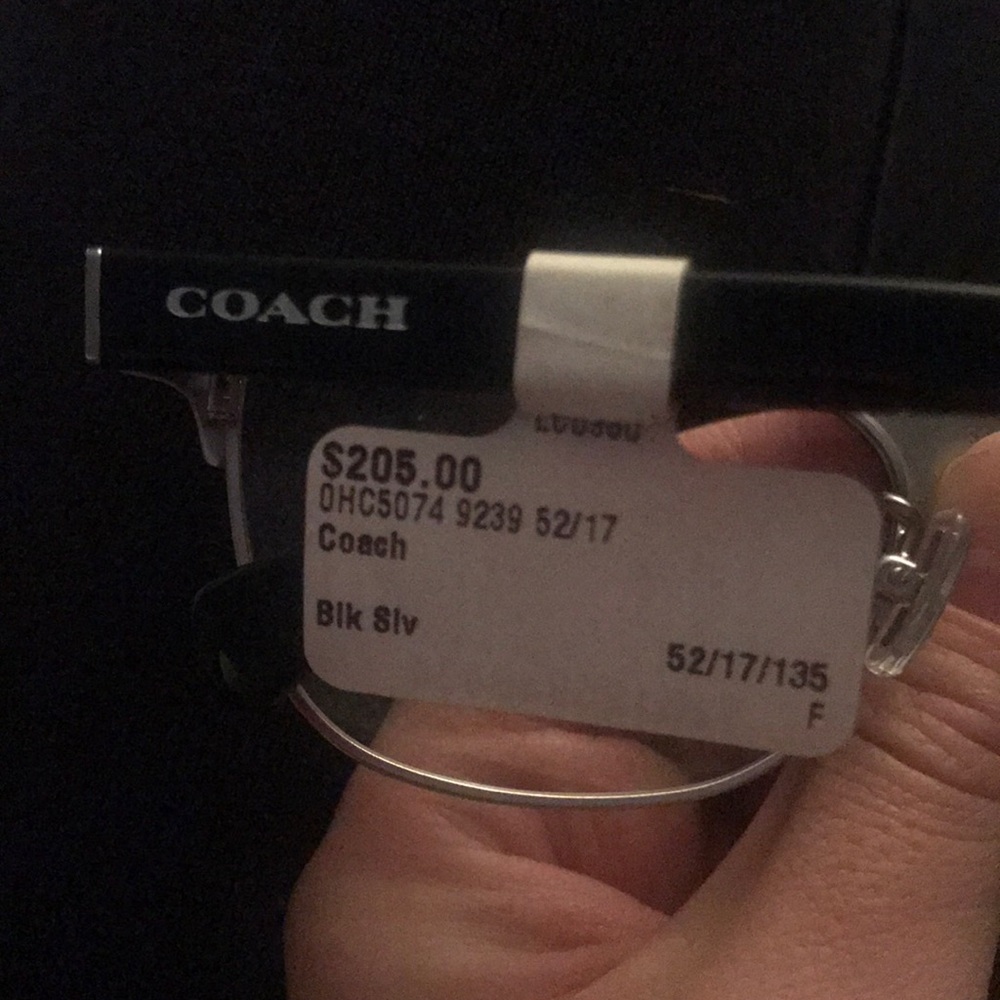 COACH
$205.00
0HC5074 9239 52/17
Coach
Blk Slv
52/17/135
F